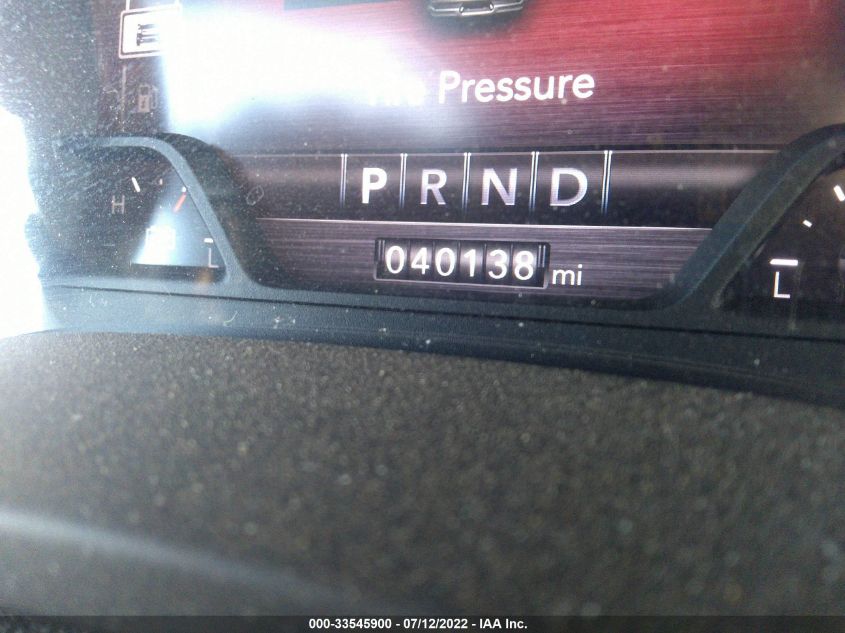 Pressure
P R N D
H
L
040138 mi
L
000-33545900 - 07/12/2022 - IAA Inc.